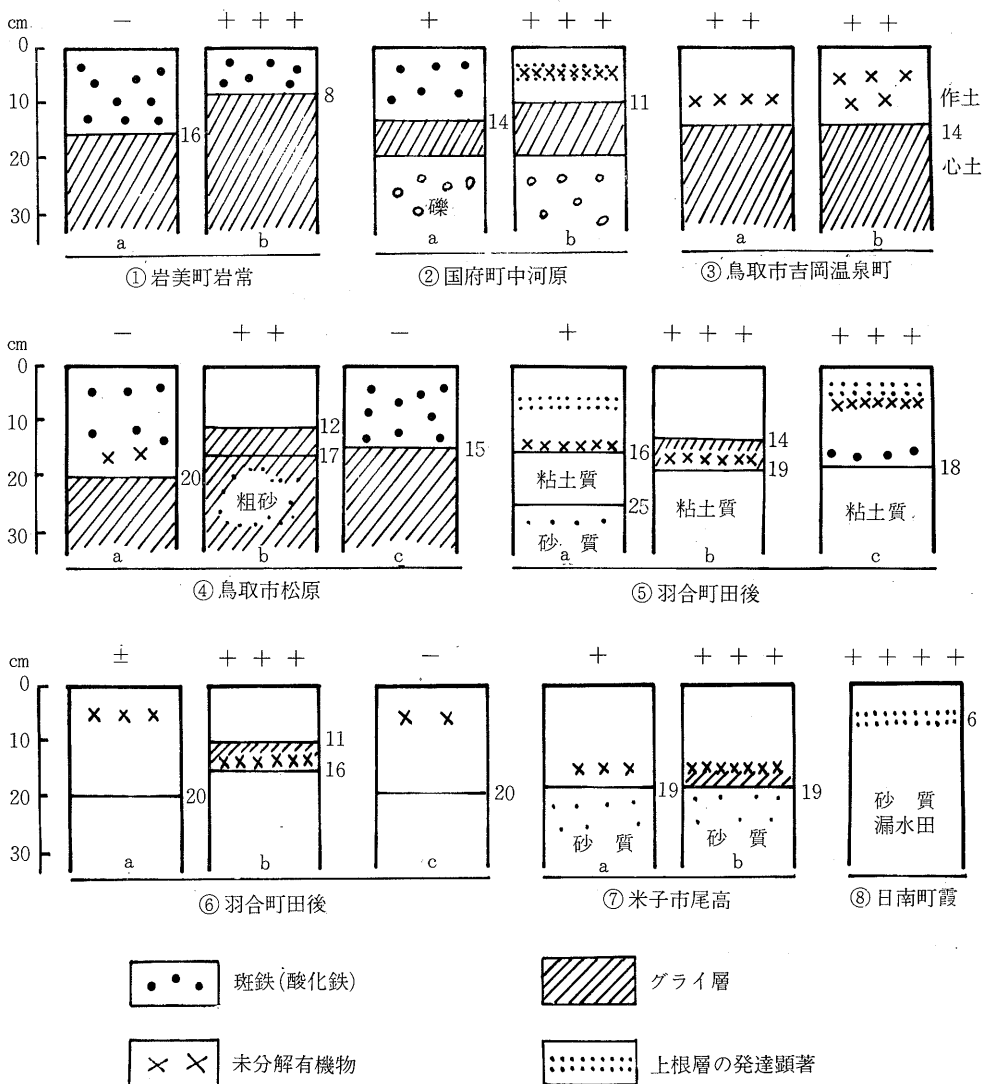 cm
－ ＋＋＋ ＋ ＋＋＋ ＋＋ ＋＋
0
10
20
30
16
8
14
11
作土
14
心土
礫
a b a b a b
①岩美町岩常
②国府町中河原
③鳥取市吉岡温泉町
cm
－ ＋＋ － ＋ ＋＋＋ ＋＋＋
0
10
20
30
20
12
17
15
16
25
14
19
18
粗砂
粘土質
砂質
粘土質
粘土質
a b c a b c
④鳥取市松原
⑤羽合町田後
cm
± ＋＋＋ － ＋ ＋＋＋ ＋＋＋＋
0
10
20
30
20
11
16
20
19
19
6
砂質
砂質
砂質
漏水田
a b c a b
⑥羽合町田後
⑦米子市尾高
⑧日南町霞
斑鉄(酸化鉄)
グライ層
未分解有機物
上根層の発達顕著